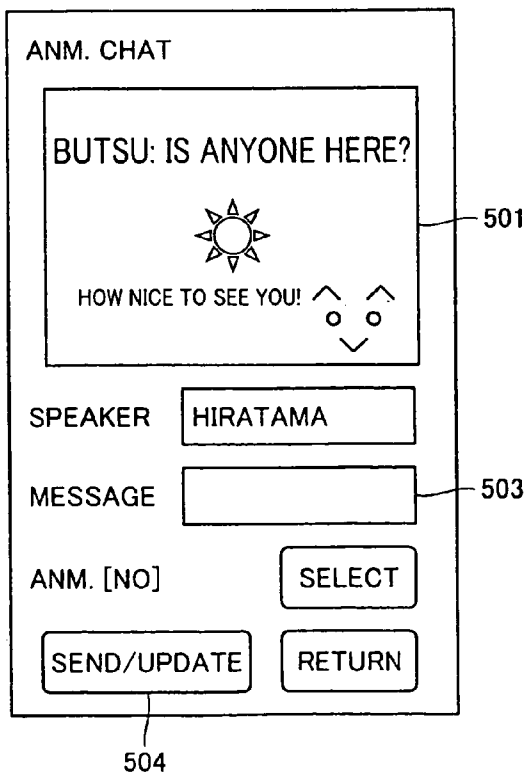 ANM. CHAT
BUTSU: IS ANYONE HERE?
501
HOW NICE TO SEE YOU!
SPEAKER HIRATAMA
MESSAGE 503
ANM. [NO] SELECT
SEND/UPDATE RETURN
504